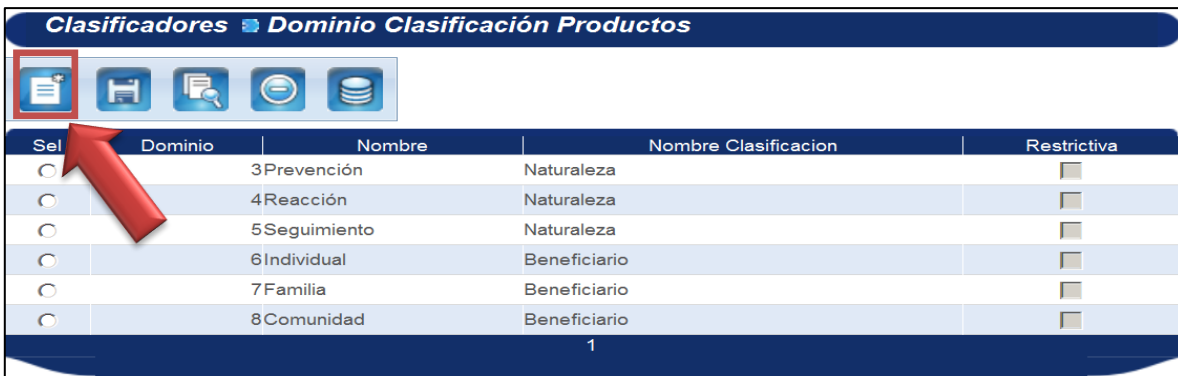 Clasificadores Dominio Clasificación Productos
Sel Dominio Nombre Nombre Clasificacion Restrictiva
3 Prevención Naturaleza
4 Reacción Naturaleza
5 Seguimiento Naturaleza
6 Individual Beneficiario
7 Familia Beneficiario
8 Comunidad Beneficiario
1